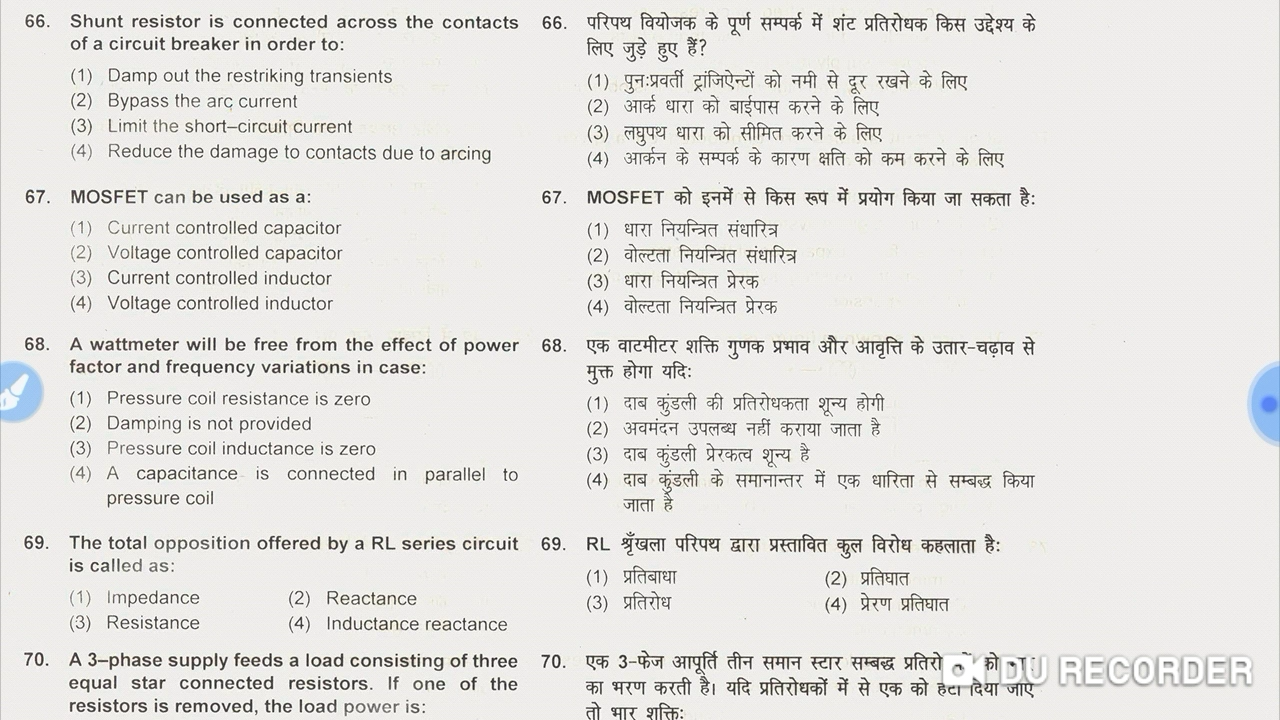 66. Shunt resistor is connected across the contacts
of a circuit breaker in order to:
(1) Damp out the restriking transients
(2) Bypass the arc current
(3) Limit the short–circuit current
(4) Reduce the damage to contacts due to arcing
67. MOSFET can be used as a:
(1) Current controlled capacitor
(2) Voltage controlled capacitor
(3) Current controlled inductor
(4) Voltage controlled inductor
68. A wattmeter will be free from the effect of power
factor and frequency variations in case:
(1) Pressure coil resistance is zero
(2) Damping is not provided
(3) Pressure coil inductance is zero
(4) A capacitance is connected in parallel to
pressure coil
69. The total opposition offered by a RL series circuit
is called as:
(1) Impedance (2) Reactance
(3) Resistance (4) Inductance reactance
70. A 3–phase supply feeds a load consisting of three
equal star connected resistors. If one of the
resistors is removed, the load power is:
66. परिपथ वियोजक के पूर्ण सम्पर्क में शंट प्रतिरोधक किस उद्देश्य के
लिए जुड़े हुए हैं?
(1) पुनःप्रवर्ती ट्रांजिऐन्टों को नमी से दूर रखने के लिए
(2) आर्क धारा को बाईपास करने के लिए
(3) लघुपथ धारा को सीमित करने के लिए
(4) आर्कन के सम्पर्क के कारण क्षति को कम करने के लिए
67. MOSFET को इनमें से किस रूप में प्रयोग किया जा सकता है:
(1) धारा नियन्त्रित संधारित्र
(2) वोल्टता नियन्त्रित संधारित्र
(3) धारा नियन्त्रित प्रेरक
(4) वोल्टता नियन्त्रित प्रेरक
68. एक वाटमीटर शक्ति गुणक प्रभाव और आवृत्ति के उतार-चढ़ाव से
मुक्त होगा यदि:
(1) दाब कुंडली की प्रतिरोधकता शून्य होगी
(2) अवमंदन उपलब्ध नहीं कराया जाता है
(3) दाब कुंडली प्रेरकत्व शून्य है
(4) दाब कुंडली के समानान्तर में एक धारिता से सम्बद्ध किया
जाता है
69. RL श्रृँखला परिपथ द्वारा प्रस्तावित कुल विरोध कहलाता है:
(1) प्रतिबाधा (2) प्रतिघात
(3) प्रतिरोध (4) प्रेरण प्रतिघात
70. एक 3-फेज आपूर्ति तीन समान स्टार सम्बद्ध
का भरण करती है। यदि प्रतिरोधकों में से एक को हटा दिया जाए
तो भार शक्ति:
DU RECORDER